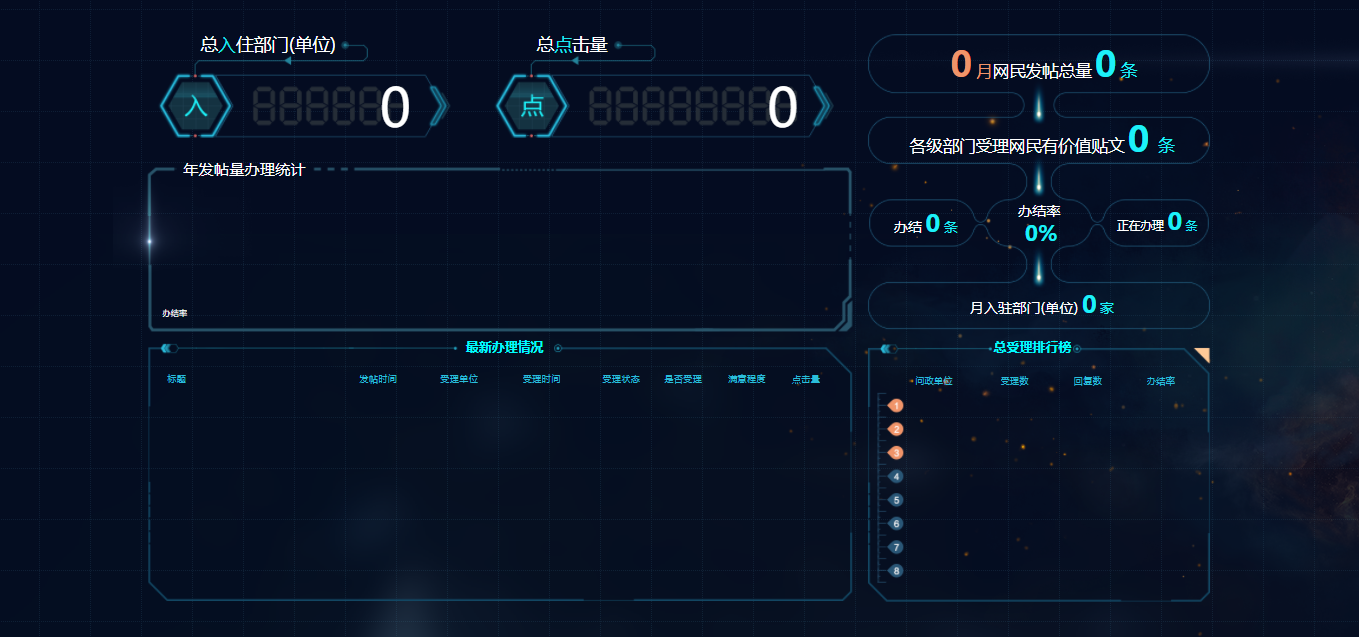 总入住部门(单位)
入
0
总点击量
点
0
0 月网民发帖总量 0 条
各级部门受理网民有价值贴文 0 条
办结 0 条
办结率
0%
正在办理 0 条
月入驻部门(单位) 0 家
年发帖量办理统计
办结率
最新办理情况
标题 发帖时间 受理单位 受理时间 受理状态 是否受理 满意程度 点击量
总受理排行榜
问政单位 受理数 回复数 办结率
1
2
3
4
5
6
7
8